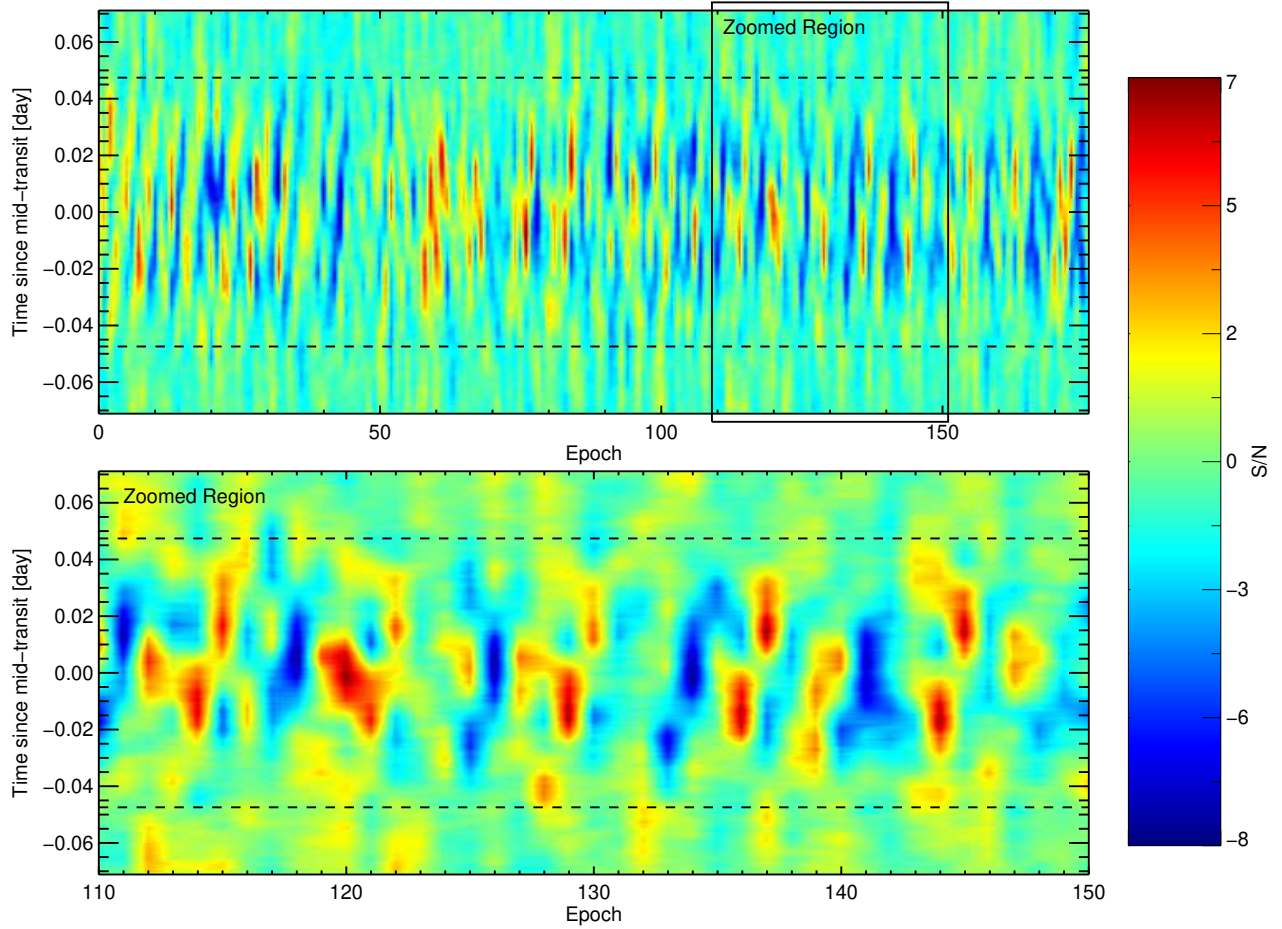 Zoomed Region
Time since mid−transit [day]
0.06
0.04
0.02
0.00
−0.02
−0.04
−0.06
0 50 100 150
Epoch
Zoomed Region
Time since mid−transit [day]
0.06
0.04
0.02
0.00
−0.02
−0.04
−0.06
110 120 130 140 150
Epoch
7
5
2
0
−3
−6
−8
S/N